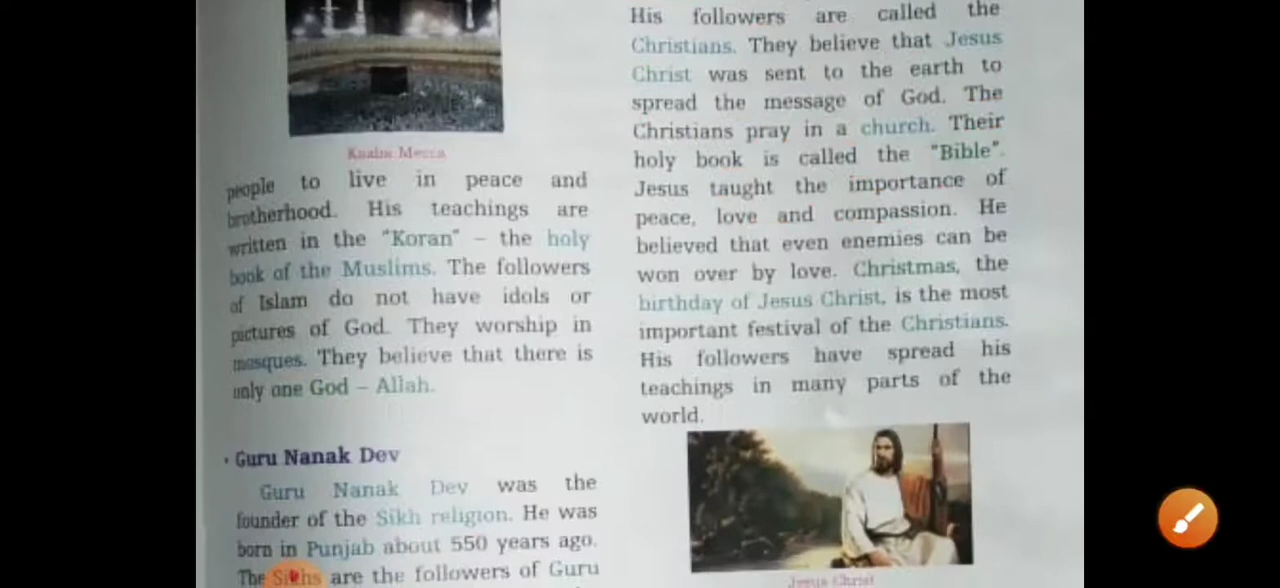 Kaaba Mecca
people to live in peace and
brotherhood. His teachings are
written in the "Koran" – the holy
book of the Muslims. The followers
of Islam do not have idols or
pictures of God. They worship in
mosques. They believe that there is
only one God – Allah.
• Guru Nanak Dev
Guru Nanak Dev was the
founder of the Sikh religion. He was
born in Punjab about 550 years ago.
The Sikhs are the followers of Guru
His followers are called the
Christians. They believe that Jesus
Christ was sent to the earth to
spread the message of God. The
Christians pray in a church. Their
holy book is called the "Bible".
Jesus taught the importance of
peace, love and compassion. He
believed that even enemies can be
won over by love. Christmas, the
birthday of Jesus Christ, is the most
important festival of the Christians.
His followers have spread his
teachings in many parts of the
world.
Jesus Christ